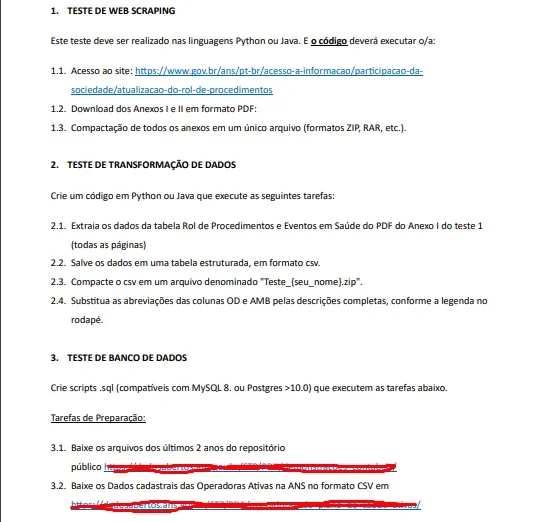 1. TESTE DE WEB SCRAPING
Este teste deve ser realizado nas linguagens Python ou Java. E o código deverá executar o/a:
1.1. Acesso ao site: https://www.gov.br/ans/pt-br/acesso-a-informacao/participacao-da-
sociedade/atualizacao-do-rol-de-procedimentos
1.2. Download dos Anexos I e II em formato PDF:
1.3. Compactação de todos os anexos em um único arquivo (formatos ZIP, RAR, etc.).
2. TESTE DE TRANSFORMAÇÃO DE DADOS
Crie um código em Python ou Java que execute as seguintes tarefas:
2.1. Extraia os dados da tabela Rol de Procedimentos e Eventos em Saúde do PDF do Anexo I do teste 1
(todas as páginas)
2.2. Salve os dados em uma tabela estruturada, em formato csv.
2.3. Compacte o csv em um arquivo denominado "Teste_{seu_nome}.zip".
2.4. Substitua as abreviações das colunas OD e AMB pelas descrições completas, conforme a legenda no
rodapé.
3. TESTE DE BANCO DE DADOS
Crie scripts .sql (compatíveis com MySQL 8. ou Postgres >10.0) que executem as tarefas abaixo.
Tarefas de Preparação:
3.1. Baixe os arquivos dos últimos 2 anos do repositório
público
3.2. Baixe os Dados cadastrais das Operadoras Ativas na ANS no formato CSV em